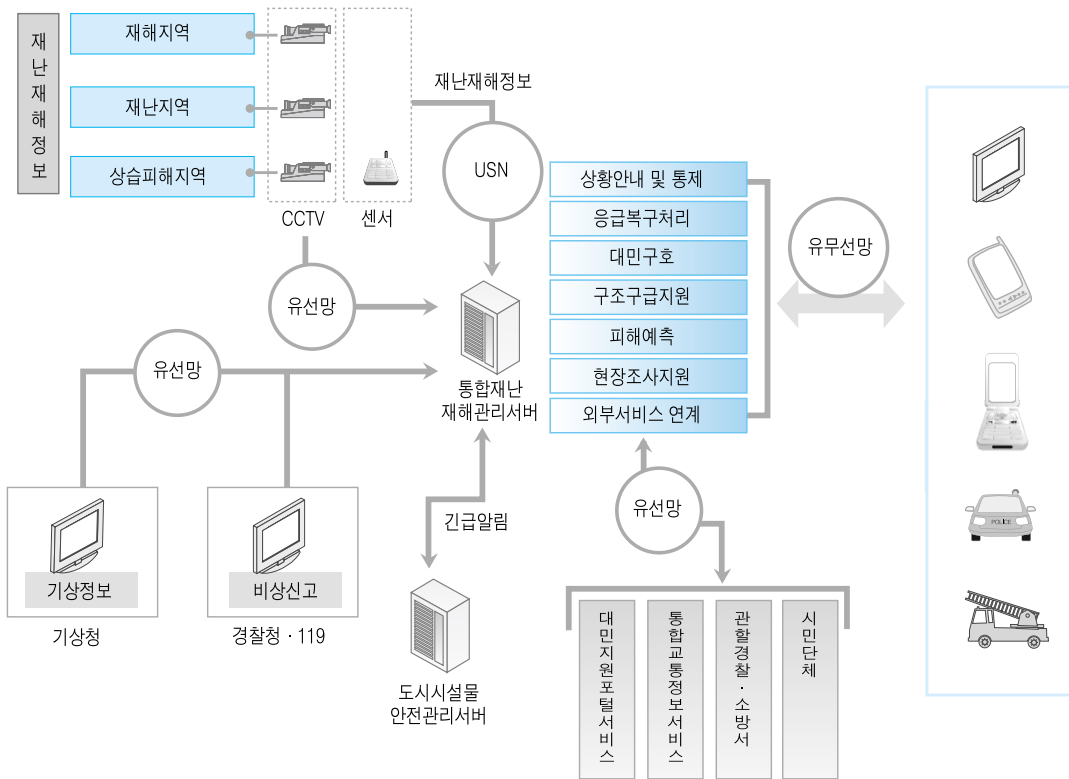 재난재해정보
재해지역
재난지역
상습피해지역
CCTV
센서
재난재해정보
USN
유선망
유선망
통합재난
재해관리서버
상황안내 및 통제
응급복구처리
대민구호
구조구급지원
피해예측
현장조사지원
외부서비스 연계
유무선망
유선망
긴급알림
기상정보
기상청
비상신고
경찰청 · 119
도시시설물
안전관리서버
대민지원포털서비스
통합교통정보서비스
관할경찰 · 소방서
시민단체
POLICE